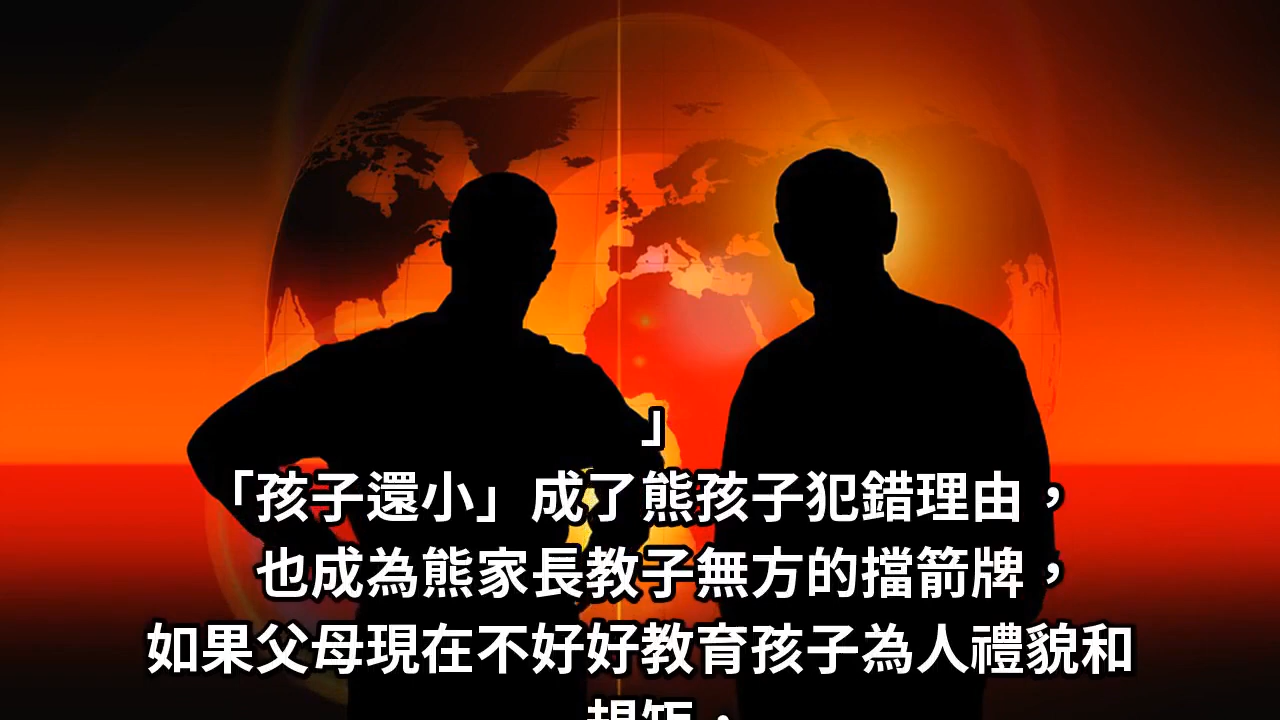 」
「孩子還小」成了熊孩子犯錯理由，
也成為熊家長教子無方的擋箭牌，
如果父母現在不好好教育孩子為人禮貌和
規矩，